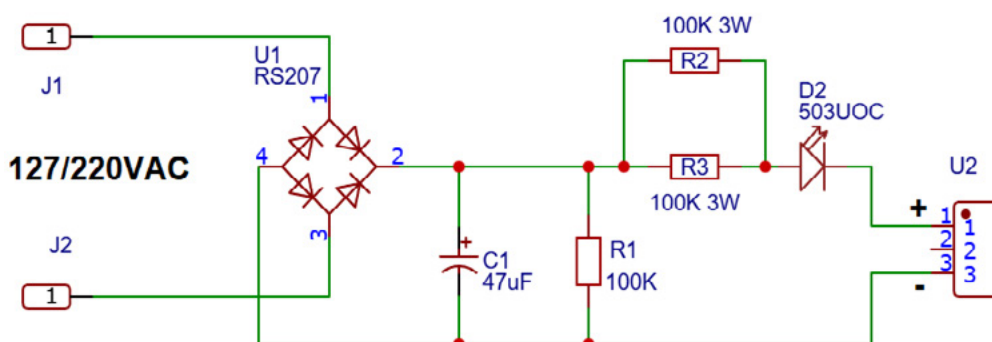 1
J1
U1
RS207
1
4
2
3
127/220VAC
J2
1
C1
47uF
+
R1
100K
100K 3W
R2
R3
100K 3W
D2
503UOC
U2
+
1 1
2 2
3 3
-